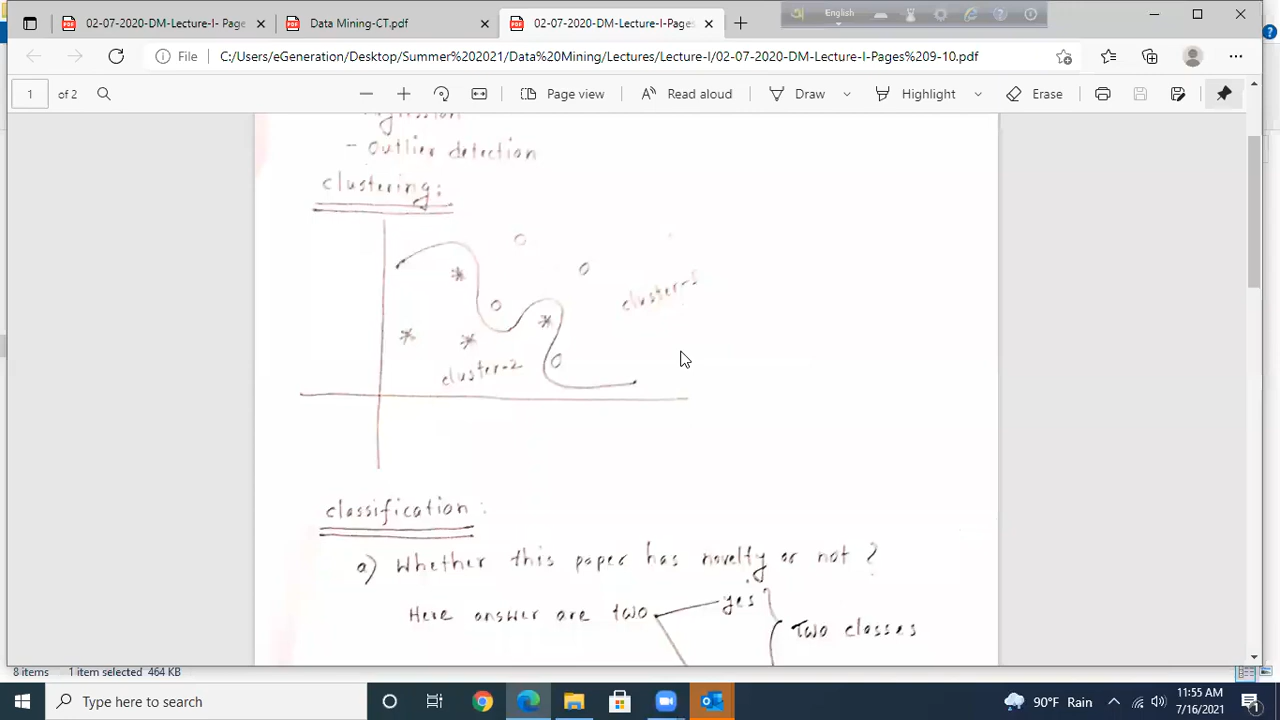 02-07-2020-DM-Lecture-I- Page
Data Mining-CT.pdf
02-07-2020-DM-Lecture-I-Pages
English
File
C:/Users/eGeneration/Desktop/Summer%202021/Data%20Mining/Lectures/Lecture-I/02-07-2020-DM-Lecture-I-Pages%209-10.pdf
1 of 2
Page view
Read aloud
Draw
Highlight
Erase
- Outlier detection
clustering:
cluster-1
cluster-2
classification:
a) Whether this paper has novelty or not ?
yes
Here answer are two
Two classes
8 items 1 item selected 464 KB
Type here to search
90°F Rain
11:55 AM
7/16/2021
1